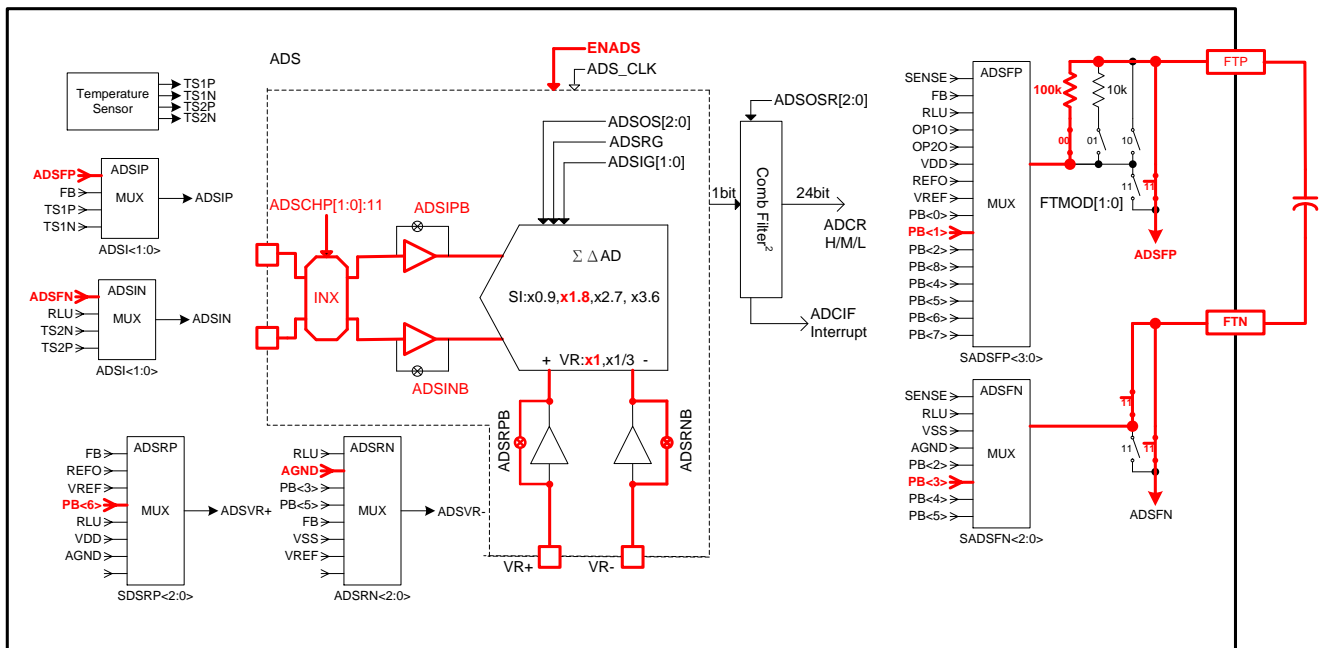 ADS
ENADS
ADS_CLK
Temperature
Sensor
TS1P
TS1N
TS2P
TS2N
ADSFP
FB
TS1P
TS1N
ADSIP
MUX
ADSIP
ADSI<1:0>
ADSFN
RLU
TS2N
TS2P
ADSIN
MUX
ADSIN
ADSI<1:0>
ADSCHP[1:0]:11
INX
ADSIPB
ADSINB
ADSOS[2:0]
ADSRG
ADSIG[1:0]
Σ Δ AD
SI:x0.9,x1.8,x2.7, x3.6
+ VR:x1,x1/3 -
ADSRPB
ADSRNB
VR+
VR-
1bit
ADSOSR[2:0]
Comb Filter2
24bit
ADCR
H/M/L
ADCIF
Interrupt
FB
REFO
VREF
PB<6>
RLU
VDD
AGND
ADSRP
MUX
ADSVR+
SDSRP<2:0>
RLU
AGND
PB<3>
PB<5>
FB
VSS
VREF
ADSRN
MUX
ADSVR-
ADSRN<2:0>
SENSE
FB
RLU
OP1O
OP2O
VDD
REFO
VREF
PB<0>
PB<1>
PB<2>
PB<8>
PB<4>
PB<5>
PB<6>
PB<7>
ADSFP
MUX
SADSFP<3:0>
100k
10k
00
01
10
11
11
FTMOD[1:0]
ADSFP
FTP
FTN
SENSE
RLU
VSS
AGND
PB<2>
PB<3>
PB<4>
PB<5>
ADSFN
MUX
SADSFN<2:0>
11
11
11
ADSFN